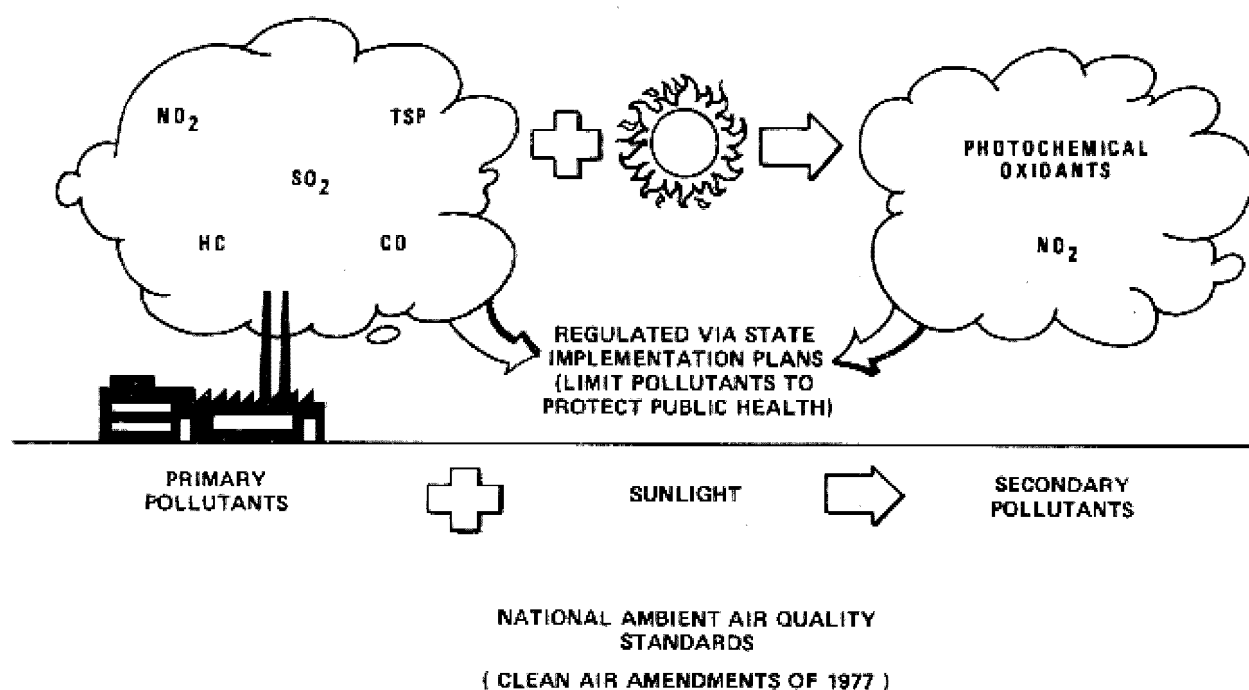 NO2
TSP
SO2
HC
CO
PHOTOCHEMICAL
OXIDANTS
NO2
REGULATED VIA STATE
IMPLEMENTATION PLANS
(LIMIT POLLUTANTS TO
PROTECT PUBLIC HEALTH)
PRIMARY
POLLUTANTS
SUNLIGHT
SECONDARY
POLLUTANTS
NATIONAL AMBIENT AIR QUALITY
STANDARDS
( CLEAN AIR AMENDMENTS OF 1977 )